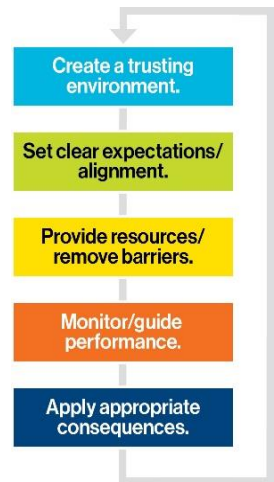 Create a trusting
environment.
Set clear expectations/
alignment.
Provide resources/
remove barriers.
Monitor/guide
performance.
Apply appropriate
consequences.